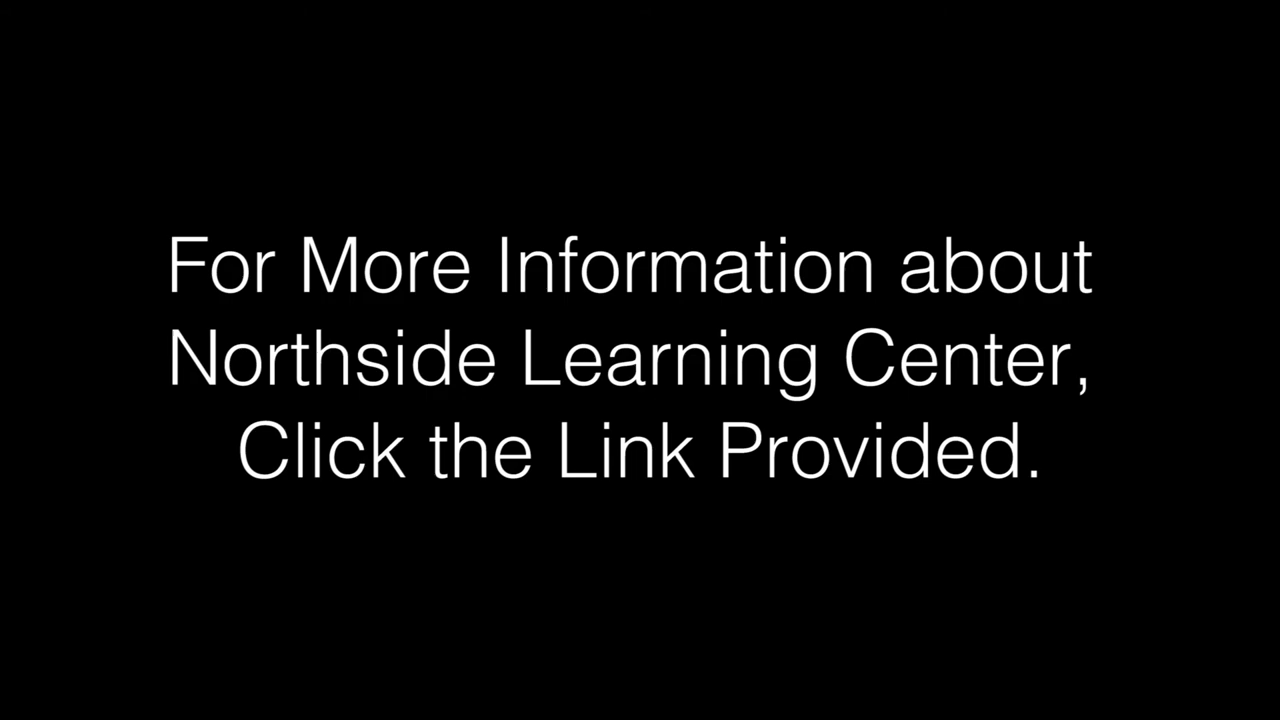 For More Information about
Northside Learning Center,
Click the Link Provided.